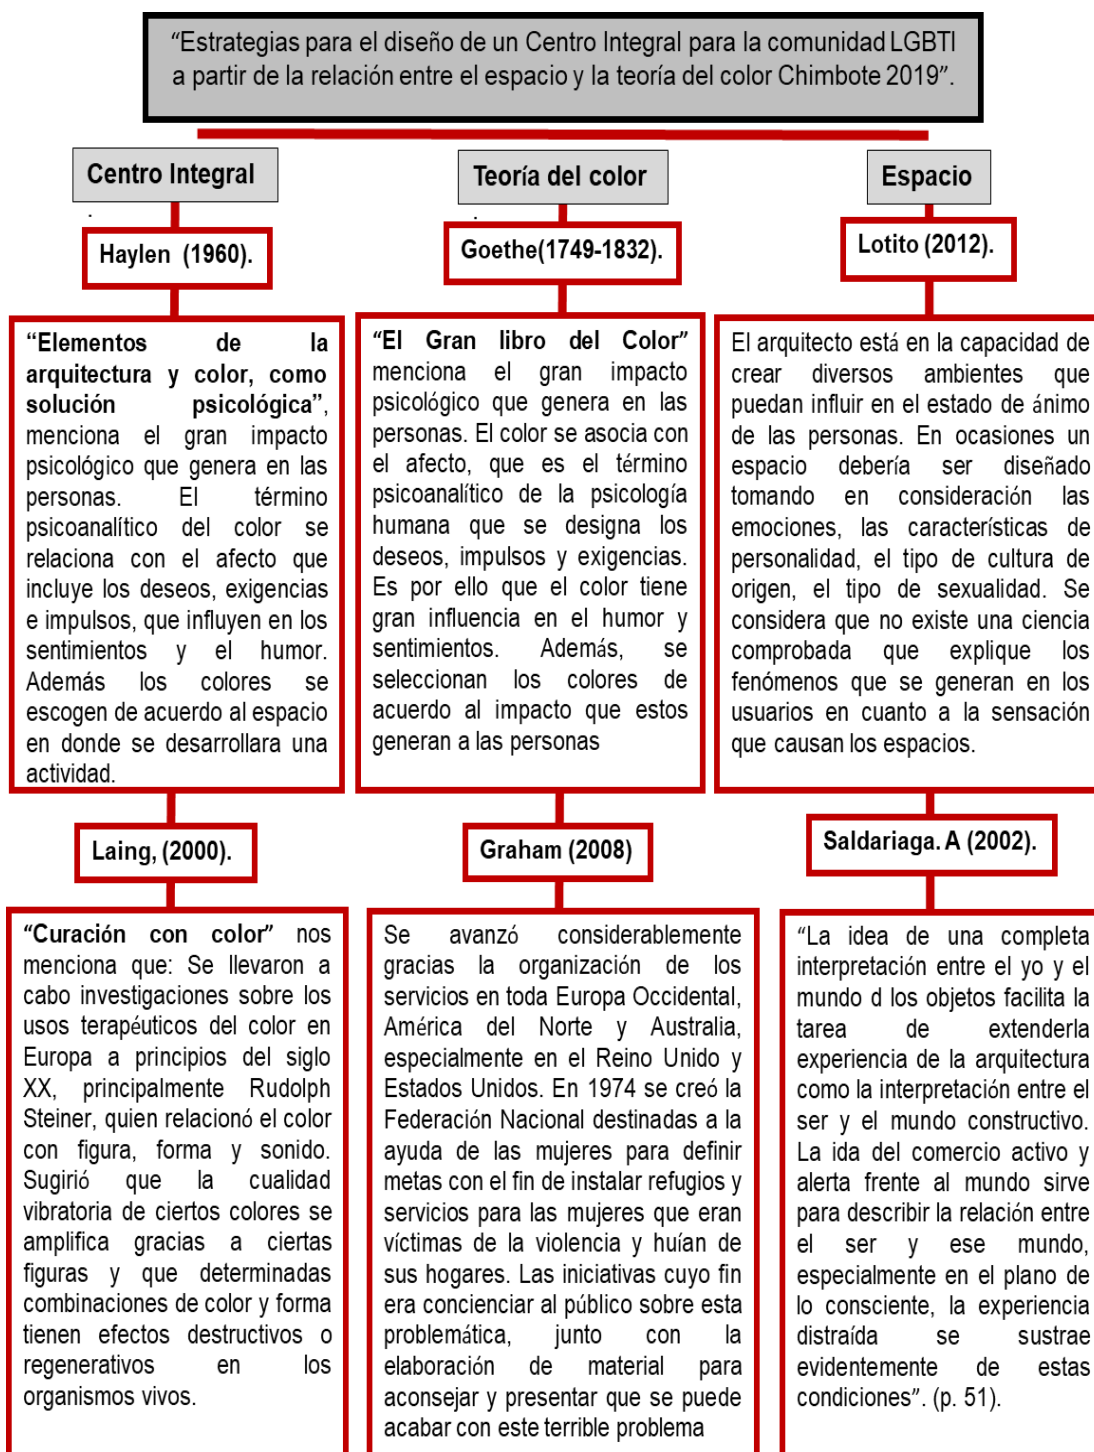 “Estrategias para el diseño de un Centro Integral para la comunidad LGBTI
a partir de la relación entre el espacio y la teoría del color Chimbote 2019”.
Centro Integral
.
Haylen (1960).
“Elementos de la
arquitectura y color, como
solución psicológica”,
menciona el gran impacto
psicológico que genera en las
personas. El término
psicoanalítico del color se
relaciona con el afecto que
incluye los deseos, exigencias
e impulsos, que influyen en los
sentimientos y el humor.
Además los colores se
escogen de acuerdo al espacio
en donde se desarrollara una
actividad.
Laing, (2000).
“Curación con color” nos
menciona que: Se llevaron a
cabo investigaciones sobre los
usos terapéuticos del color en
Europa a principios del siglo
XX, principalmente Rudolph
Steiner, quien relacionó el color
con figura, forma y sonido.
Sugirió que la cualidad
vibratoria de ciertos colores se
amplifica gracias a ciertas
figuras y que determinadas
combinaciones de color y forma
tienen efectos destructivos o
regenerativos en los
organismos vivos.
Teoría del color
.
Goethe(1749-1832).
“El Gran libro del Color”
menciona el gran impacto
psicológico que genera en las
personas. El color se asocia con
el afecto, que es el término
psicoanalítico de la psicología
humana que se designa los
deseos, impulsos y exigencias.
Es por ello que el color tiene
gran influencia en el humor y
sentimientos. Además, se
seleccionan los colores de
acuerdo al impacto que estos
generan a las personas
Graham (2008)
Se avanzó considerablemente
gracias la organización de los
servicios en toda Europa Occidental,
América del Norte y Australia,
especialmente en el Reino Unido y
Estados Unidos. En 1974 se creó la
Federación Nacional destinadas a la
ayuda de las mujeres para definir
metas con el fin de instalar refugios y
servicios para las mujeres que eran
víctimas de la violencia y huían de
sus hogares. Las iniciativas cuyo fin
era concienciar al público sobre esta
problemática, junto con la
elaboración de material para
aconsejar y presentar que se puede
acabar con este terrible problema
Espacio
Lotito (2012).
El arquitecto está en la capacidad de
crear diversos ambientes que
puedan influir en el estado de ánimo
de las personas. En ocasiones un
espacio debería ser diseñado
tomando en consideración las
emociones, las características de
personalidad, el tipo de cultura de
origen, el tipo de sexualidad. Se
considera que no existe una ciencia
comprobada que explique los
fenómenos que se generan en los
usuarios en cuanto a la sensación
que causan los espacios.
Saldariaga. A (2002).
“La idea de una completa
interpretación entre el yo y el
mundo d los objetos facilita la
tarea de extenderla
experiencia de la arquitectura
como la interpretación entre el
ser y el mundo constructivo.
La ida del comercio activo y
alerta frente al mundo sirve
para describir la relación entre
el ser y ese mundo,
especialmente en el plano de
lo consciente, la experiencia
distraída se sustrae
evidentemente de estas
condiciones”. (p. 51).